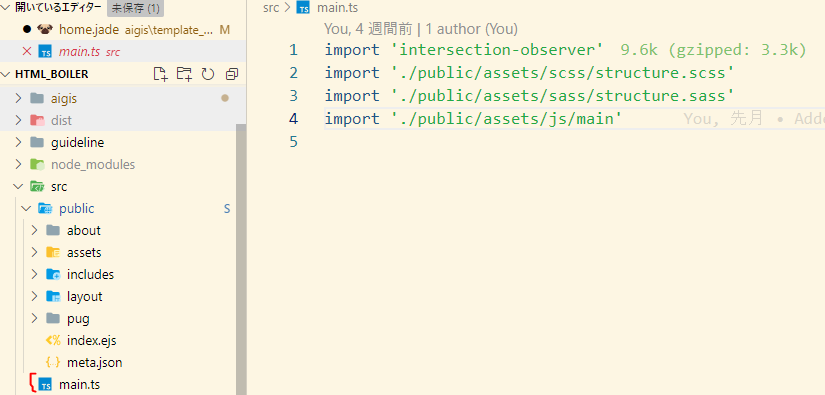 開いているエディター 未保存 (1)
home.jade aigis\template_... M
main.ts src
HTML_BOILER
aigis
dist
guideline
node_modules
src
public S
about
assets
includes
layout
pug
index.ejs
meta.json
main.ts
src > main.ts
You, 4 週間前 | 1 author (You)
1 import 'intersection-observer' 9.6k (gzipped: 3.3k)
2 import './public/assets/scss/structure.scss'
3 import './public/assets/sass/structure.sass'
4 import './public/assets/js/main' You, 先月 • Adde
5